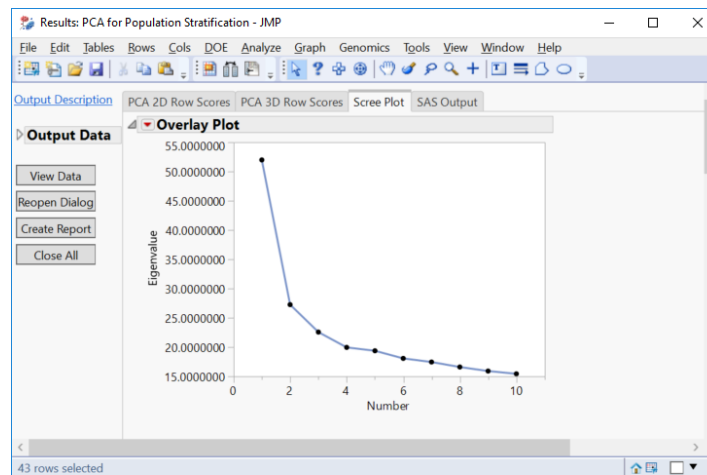 Results: PCA for Population Stratification - JMP
File Edit Tables Rows Cols DOE Analyze Graph Genomics Tools View Window Help
Output Description
PCA 2D Row Scores PCA 3D Row Scores Scree Plot SAS Output
Output Data
Overlay Plot
View Data
Reopen Dialog
Create Report
Close All
55.0000000
50.0000000
45.0000000
40.0000000
35.0000000
30.0000000
25.0000000
20.0000000
15.0000000
Eigenvalue
0 2 4 6 8 10
Number
43 rows selected